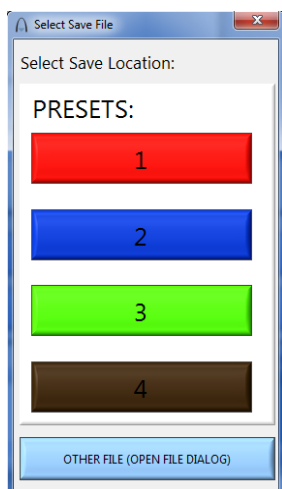 Select Save File
Select Save Location:
PRESETS:
1
2
3
4
OTHER FILE (OPEN FILE DIALOG)